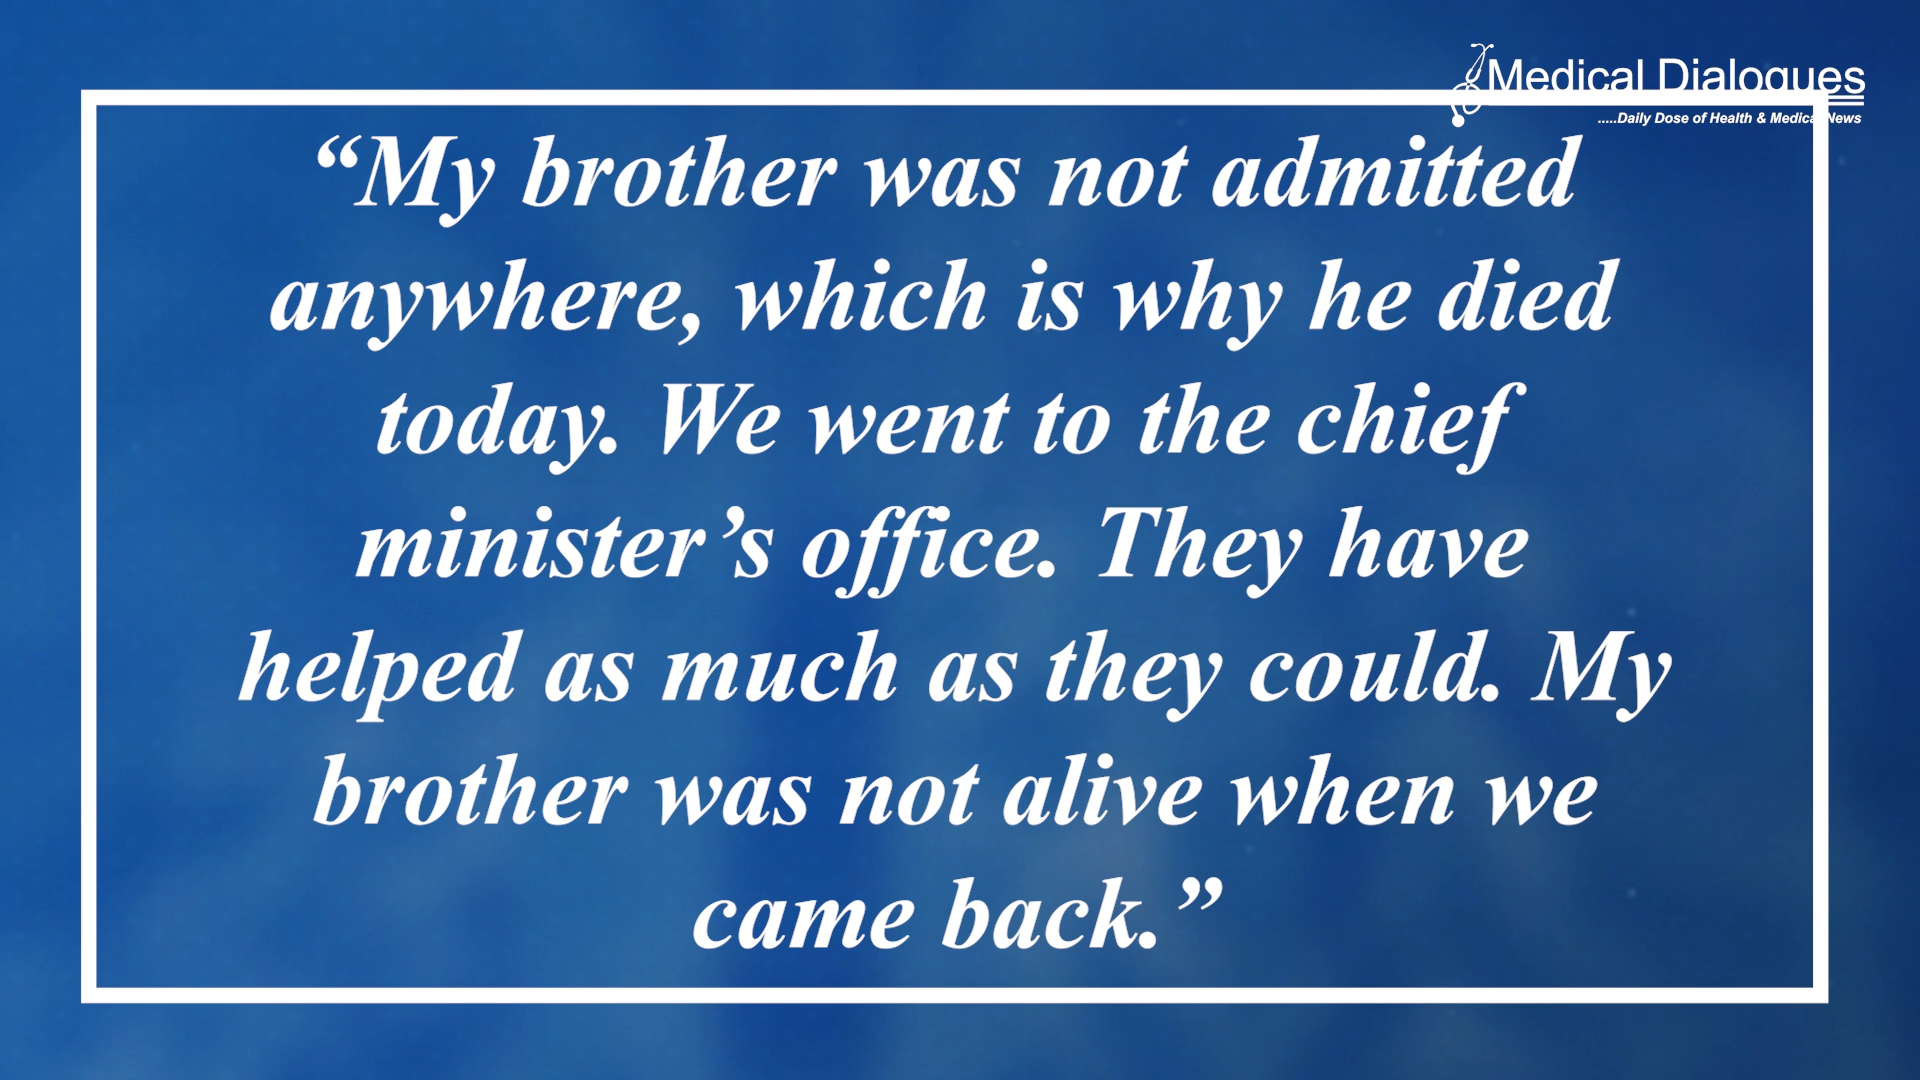 Medical Dialogues
.....Daily Dose of Health & Medical News
“My brother was not admitted
anywhere, which is why he died
today. We went to the chief
minister’s office. They have
helped as much as they could. My
brother was not alive when we
came back.”